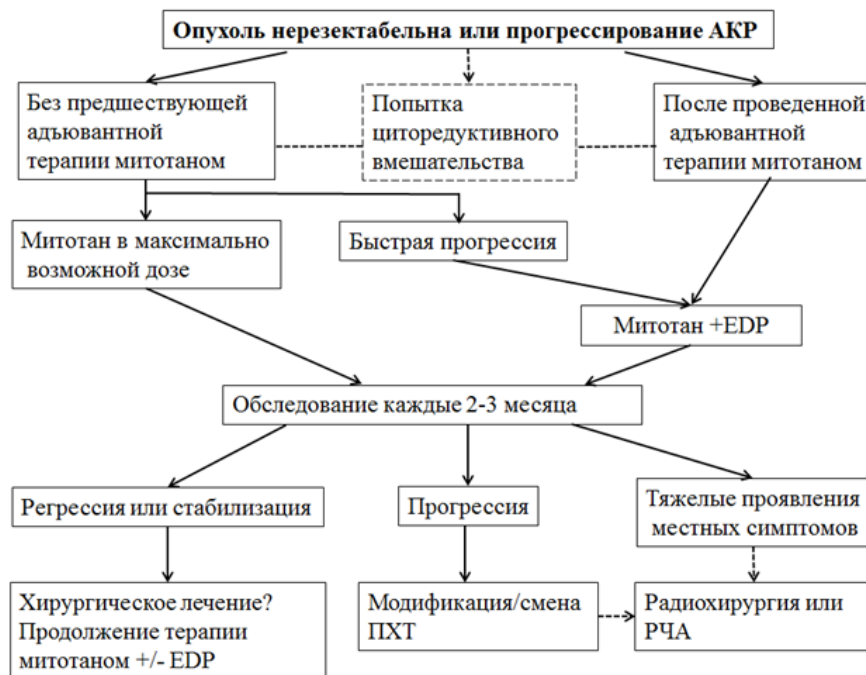 Опухоль нерезектабельна или прогрессирование АКР
Без предшествующей
адъювантной
терапии митотаном
Попытка
циторедуктивного
вмешательства
После проведенной
адъювантной
терапии митотаном
Митотан в максимально
возможной дозе
Быстрая прогрессия
Митотан +EDP
Обследование каждые 2-3 месяца
Регрессия или стабилизация
Прогрессия
Тяжелые проявления
местных симптомов
Хирургическое лечение?
Продолжение терапии
митотаном +/- EDP
Модификация/смена
ПХТ
Радиохирургия или
РЧА